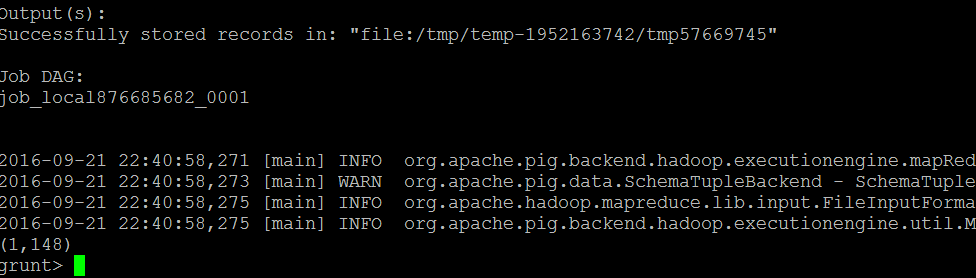 Output(s):
Successfully stored records in: "file:/tmp/temp-1952163742/tmp57669745"
Job DAG:
job_local876685682_0001
2016-09-21 22:40:58,271 [main] INFO  org.apache.pig.backend.hadoop.executionengine.mapRed
2016-09-21 22:40:58,273 [main] WARN  org.apache.pig.data.SchemaTupleBackend - SchemaTuple
2016-09-21 22:40:58,275 [main] INFO  org.apache.hadoop.mapreduce.lib.input.FileInputForma
2016-09-21 22:40:58,275 [main] INFO  org.apache.pig.backend.hadoop.executionengine.util.M
(1,148)
grunt>